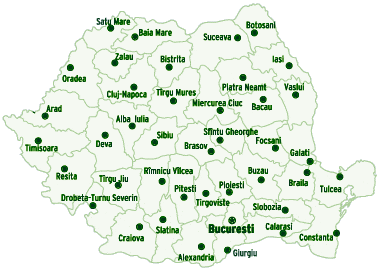 Satu Mare
Botosani
Baia Mare
Suceava
Zalau
Bistrita
Iasi
Oradea
Piatra Neamt
Cluj-Napoca
Tirgu Mures
Vaslui
Miercurea Ciuc
Bacau
Arad
Alba Iulia
Sibiu
Sfintu Gheorghe
Deva
Focsani
Timisoara
Brasov
Galati
Resita
Rimnicu Vilcea
Buzau
Tirgu Jiu
Ploiesti
Braila
Tulcea
Pitesti
Drobeta-Turnu Severin
Tirgoviste
Slobozia
Bucuresti
Calarasi
Slatina
Craiova
Constanta
Giurgiu
Alexandria